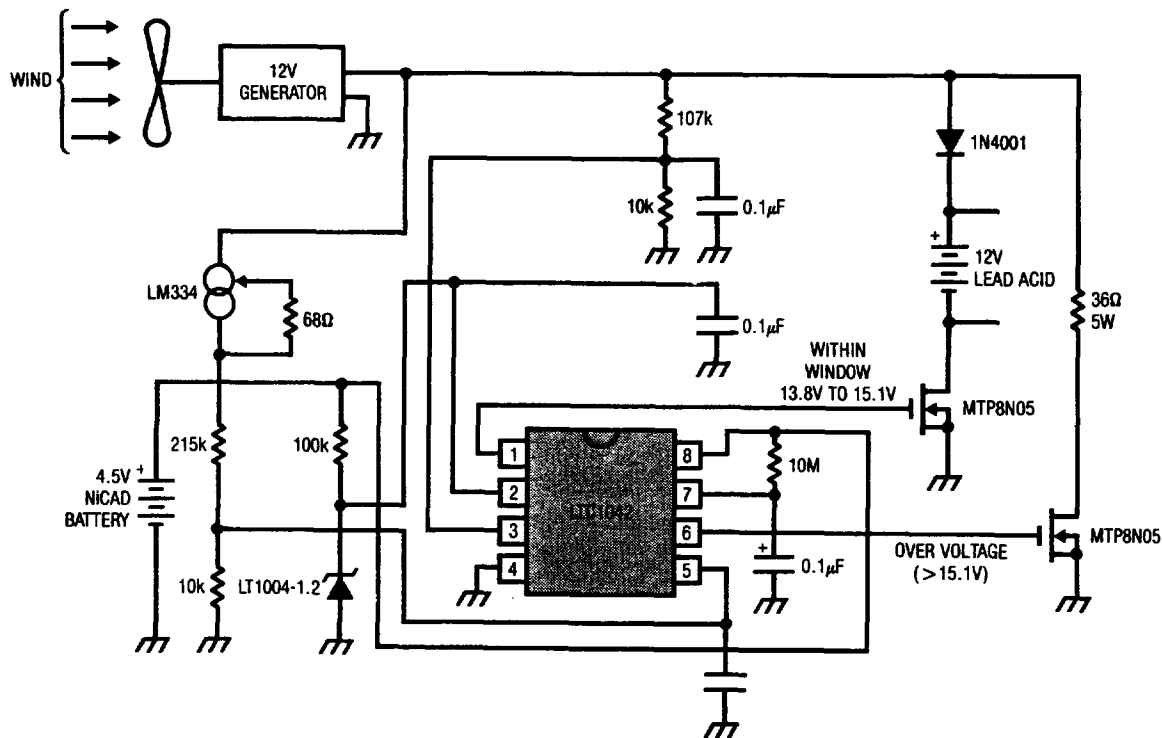 WIND
12V
GENERATOR
107k
10k
0.1µF
1N4001
+
12V
LEAD ACID
36Ω
5W
LM334
68Ω
0.1µF
WITHIN
WINDOW
13.8V TO 15.1V
MTP8N05
215k
100k
4.5V
NiCAD
BATTERY
+
10k
LT1004-1.2
LTC1042
1
2
3
4
8
7
6
5
10M
+
0.1µF
OVER VOLTAGE
(>15.1V)
MTP8N05